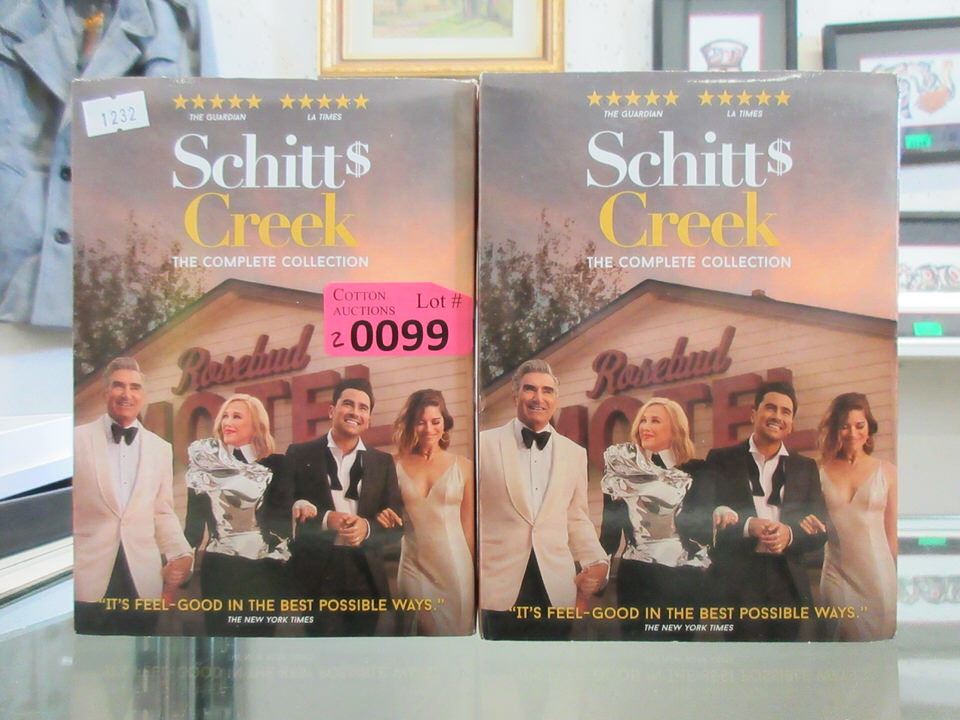 1232
★★★★★ ★★★★★
THE GUARDIAN LA TIMES
Schitt$
Creek
THE COMPLETE COLLECTION
COTTON
AUCTIONS Lot #
2 0099
Rosebud
MOTEL
"IT'S FEEL-GOOD IN THE BEST POSSIBLE WAYS."
THE NEW YORK TIMES
★★★★★ ★★★★★
THE GUARDIAN LA TIMES
Schitt$
Creek
THE COMPLETE COLLECTION
Rosebud
MOTEL
"IT'S FEEL-GOOD IN THE BEST POSSIBLE WAYS."
THE NEW YORK TIMES